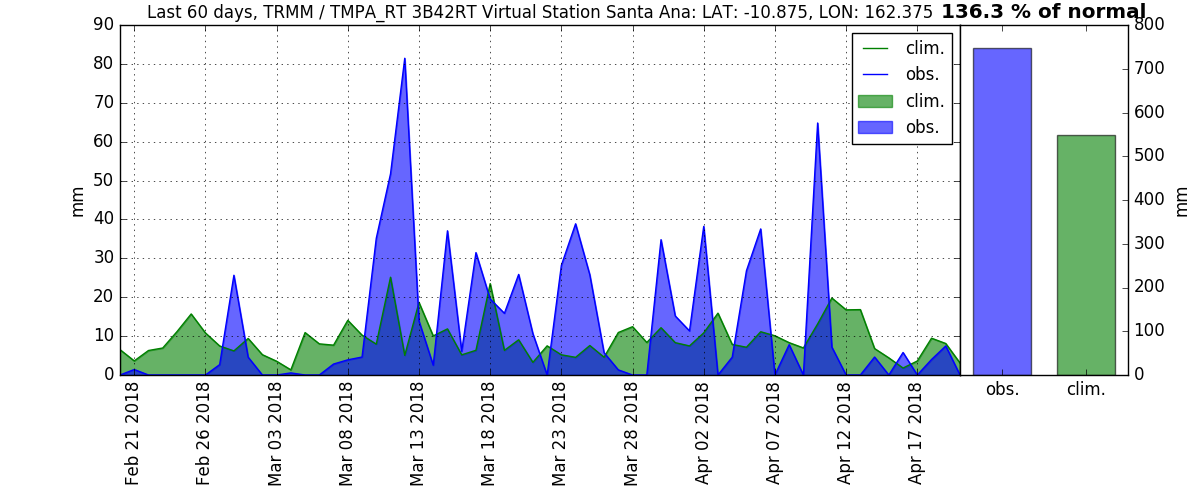 Last 60 days, TRMM / TMPA_RT 3B42RT Virtual Station Santa Ana: LAT: -10.875, LON: 162.375 136.3 % of normal
90
80
70
60
50
40
30
20
10
0
mm
clim.
obs.
clim.
obs.
Feb 21 2018
Feb 26 2018
Mar 03 2018
Mar 08 2018
Mar 13 2018
Mar 18 2018
Mar 23 2018
Mar 28 2018
Apr 02 2018
Apr 07 2018
Apr 12 2018
Apr 17 2018
800
700
600
500
400
300
200
100
0
mm
obs.
clim.